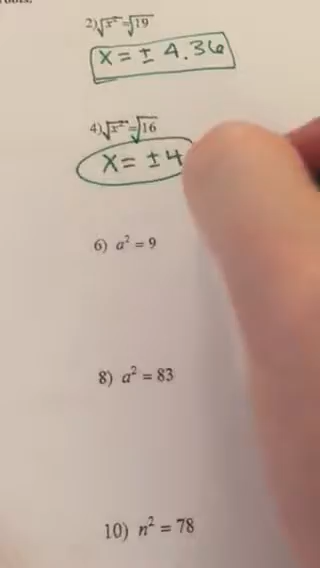 2) √x² = √19
x = ± 4.36
4) √x² = √16
x = ± 4
6) a² = 9
8) a² = 83
10) n² = 78